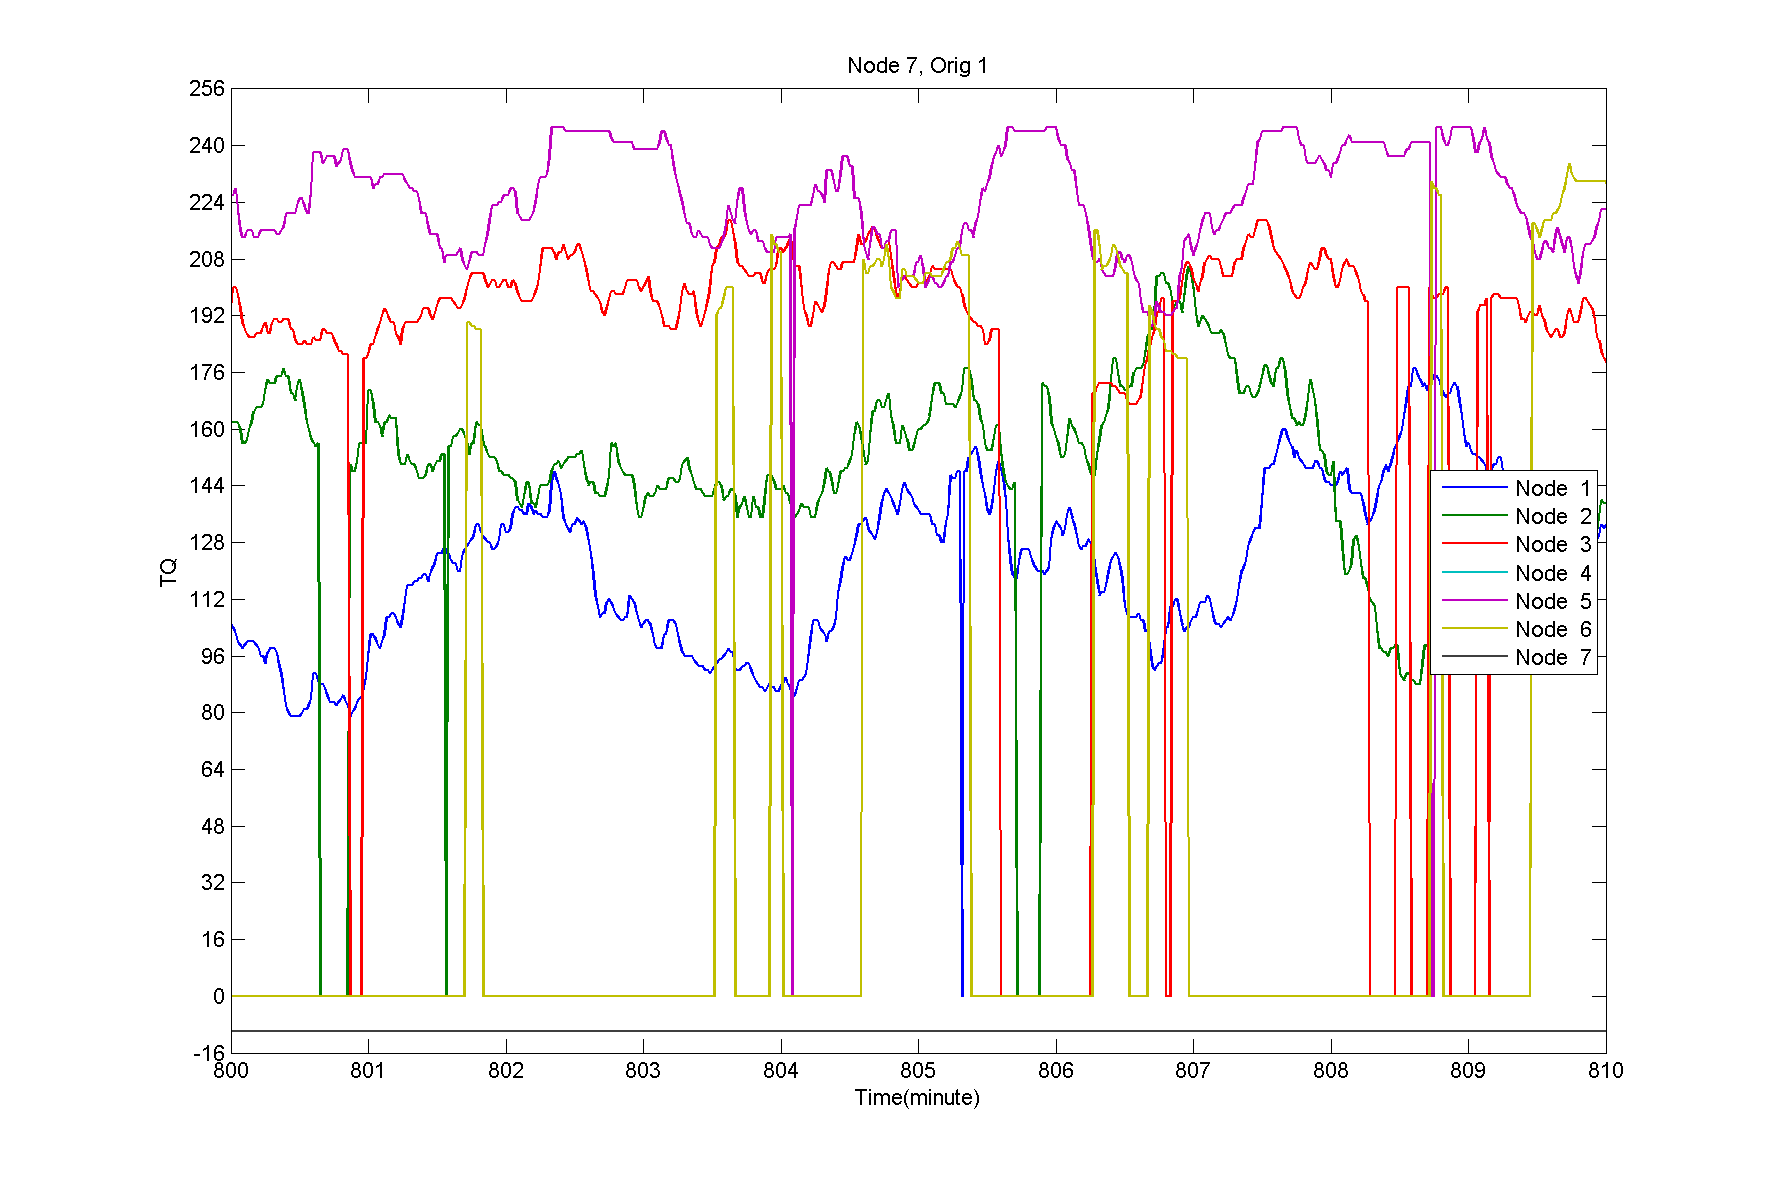 Node 7, Orig 1
256
240
224
208
192
176
160
144
128
112
96
80
64
48
32
16
0
-16
TQ
800 801 802 803 804 805 806 807 808 809 810
Time(minute)
Node 1
Node 2
Node 3
Node 4
Node 5
Node 6
Node 7